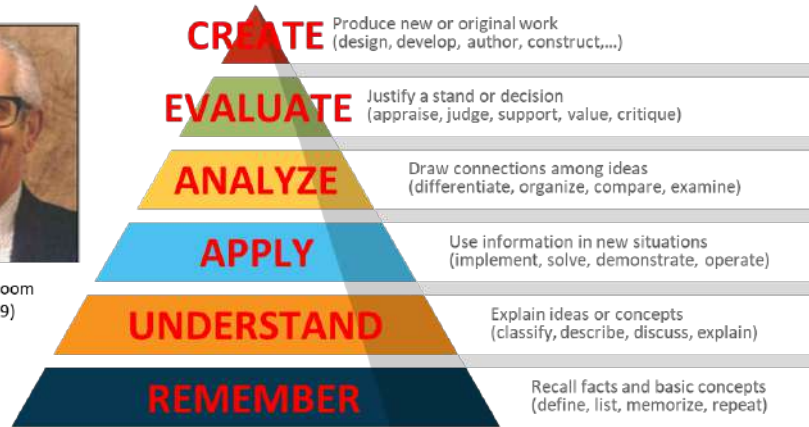 CREATE
Produce new or original work
(design, develop, author, construct,...)
EVALUATE
Justify a stand or decision
(appraise, judge, support, value, critique)
ANALYZE
Draw connections among ideas
(differentiate, organize, compare, examine)
APPLY
Use information in new situations
(implement, solve, demonstrate, operate)
oom
9)
UNDERSTAND
Explain ideas or concepts
(classify, describe, discuss, explain)
REMEMBER
Recall facts and basic concepts
(define, list, memorize, repeat)